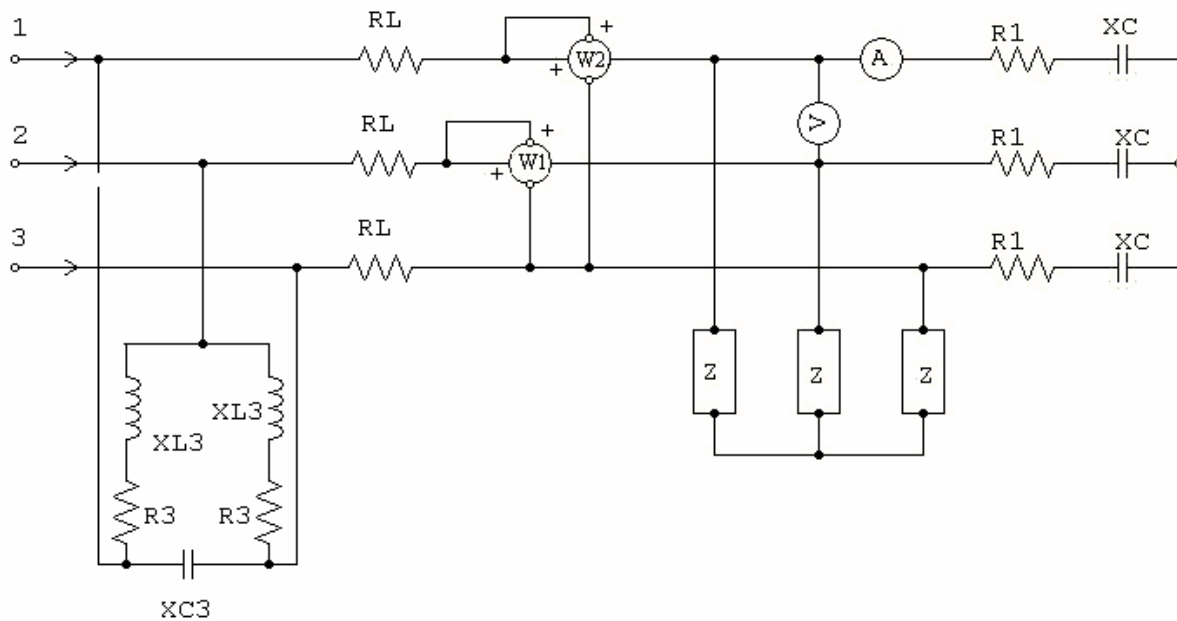 1 RL + W2 + A R1 XC
2 RL + W1 + V R1 XC
3 RL R1 XC
Z Z Z
XL3 XL3
R3 R3
XC3